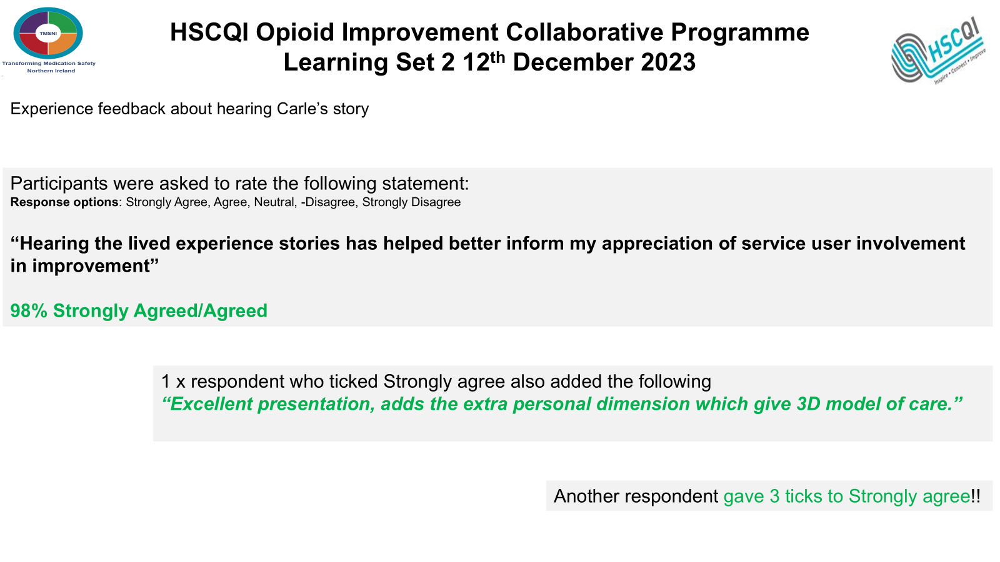 TMSNI
Transforming Medication Safety
Northern Ireland
HSCQI Opioid Improvement Collaborative Programme
Learning Set 2 12th December 2023
HSCQI
Inspire • Connect • Improve
Experience feedback about hearing Carle’s story
Participants were asked to rate the following statement:
Response options: Strongly Agree, Agree, Neutral, -Disagree, Strongly Disagree
“Hearing the lived experience stories has helped better inform my appreciation of service user involvement
in improvement”
98% Strongly Agreed/Agreed
1 x respondent who ticked Strongly agree also added the following
“Excellent presentation, adds the extra personal dimension which give 3D model of care.”
Another respondent gave 3 ticks to Strongly agree!!